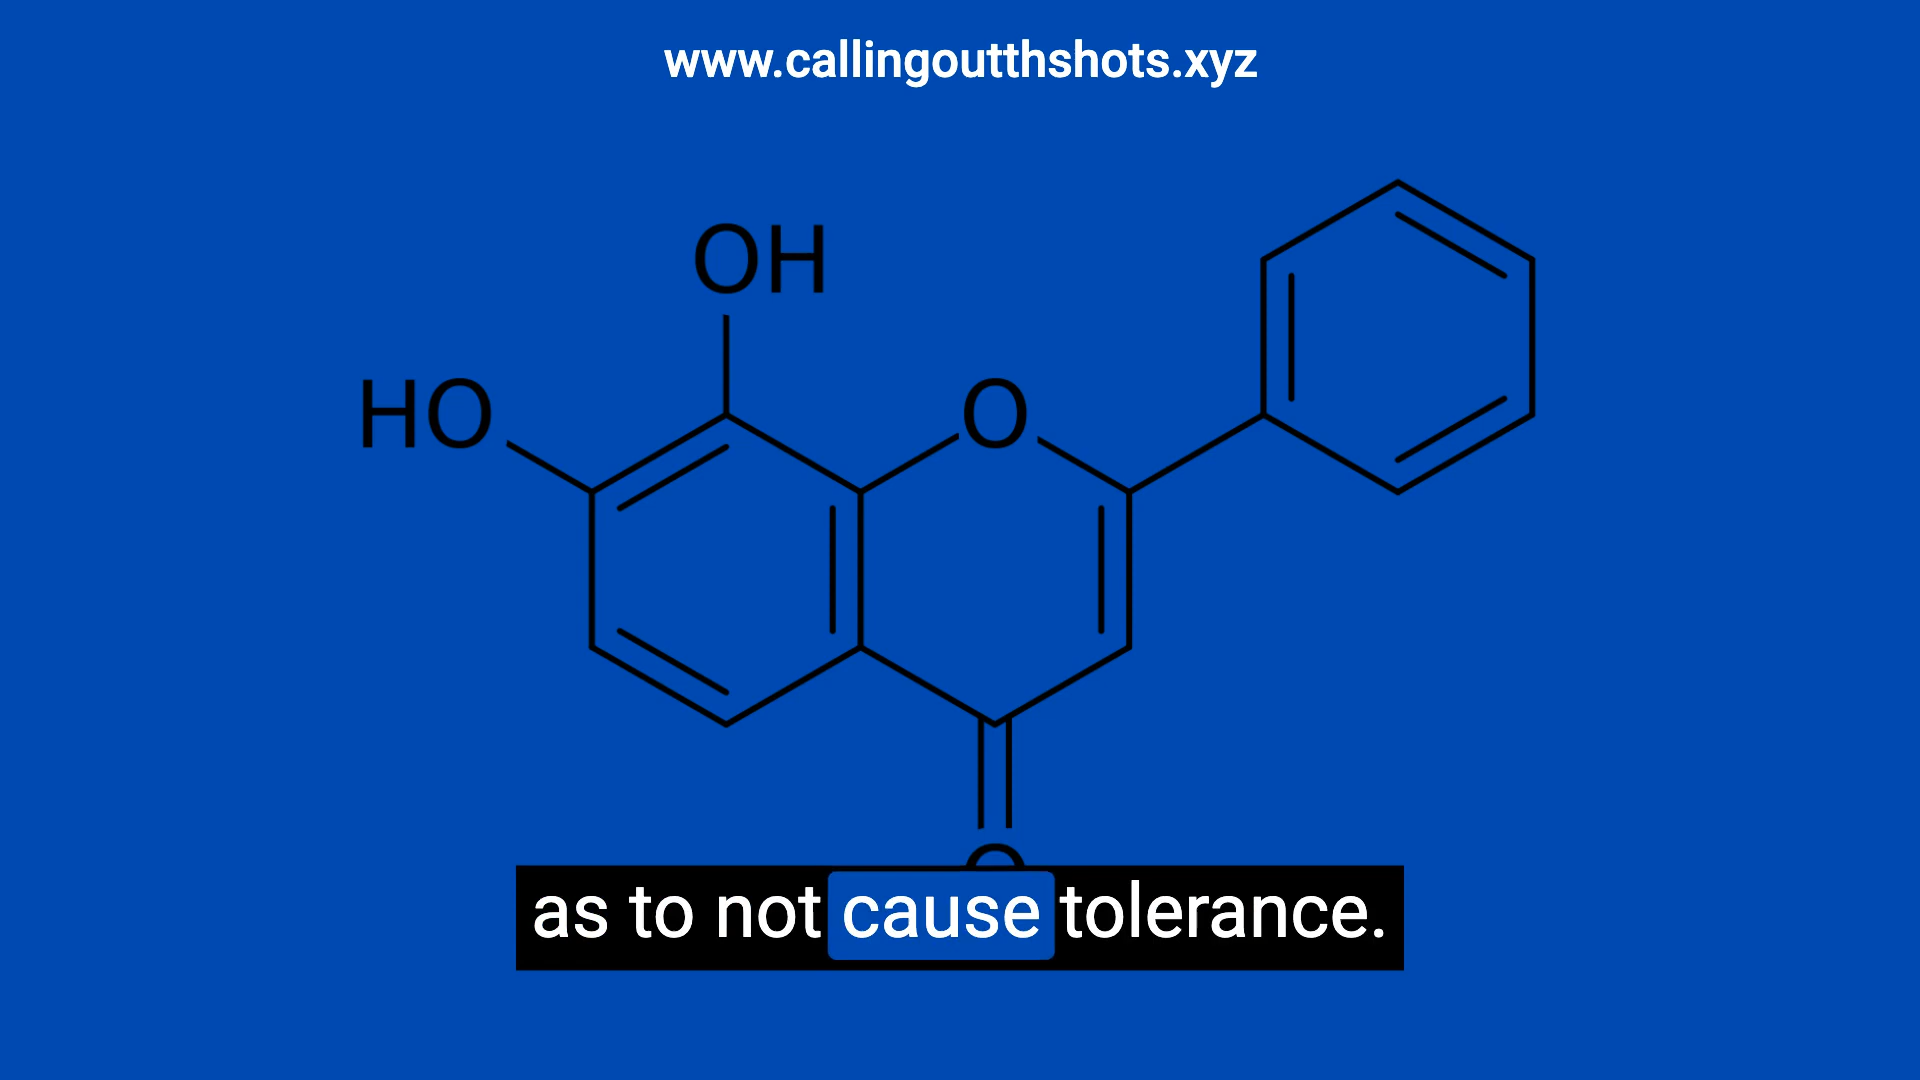 www.callingoutthshots.xyz
OH
HO
O
O
as to not cause tolerance.